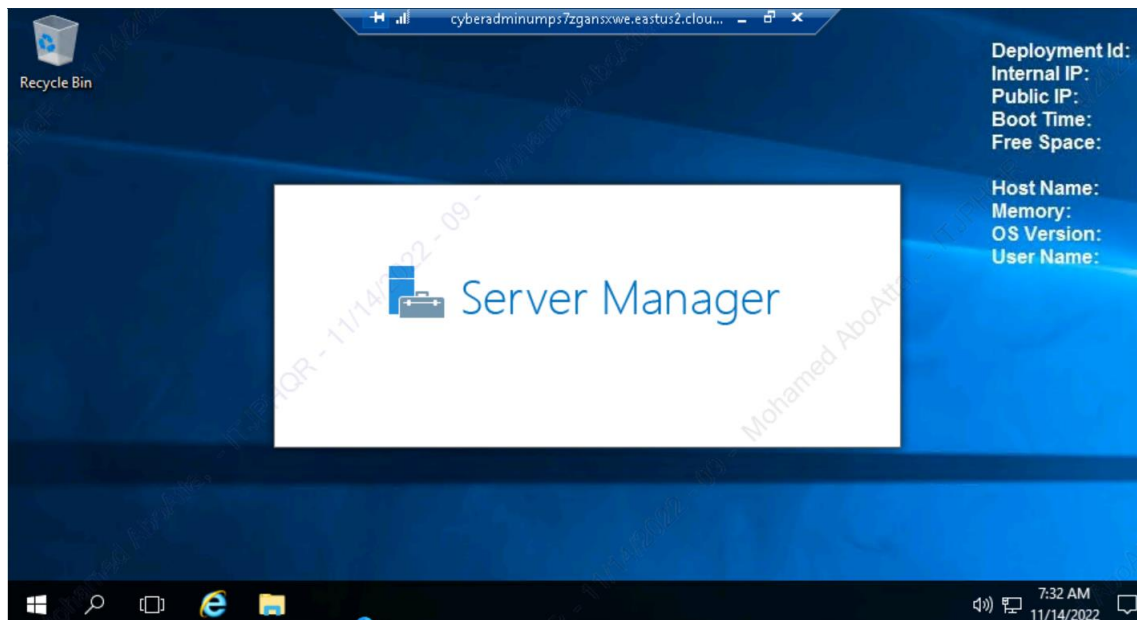 cyberadminumps7zgansxwe.eastus2.clou...
Recycle Bin
Deployment Id:
Internal IP:
Public IP:
Boot Time:
Free Space:
Host Name:
Memory:
OS Version:
User Name:
Server Manager
7:32 AM
11/14/2022